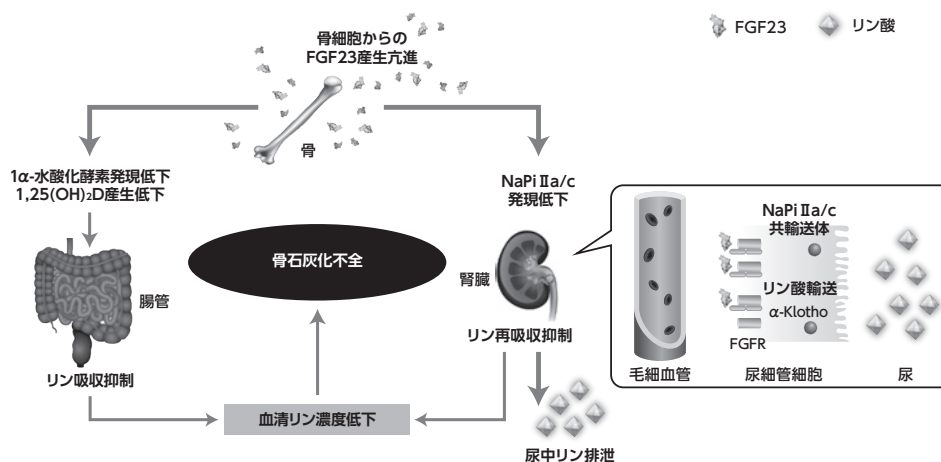 FGF23
リン酸
骨細胞からの
FGF23産生亢進
骨
1α-水酸化酵素発現低下
1,25(OH)₂D産生低下
NaPiⅡa/c
発現低下
骨石灰化不全
腸管
腎臓
リン吸収抑制
リン再吸収抑制
血清リン濃度低下
尿中リン排泄
NaPiⅡa/c
共輸送体
リン酸輸送
α-Klotho
FGFR
毛細血管
尿細管細胞
尿